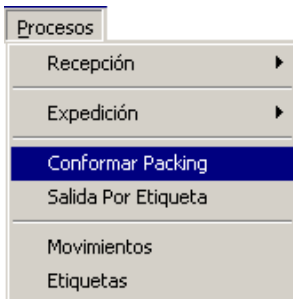 Procesos
Recepción
Expedición
Conformar Packing
Salida Por Etiqueta
Movimientos
Etiquetas